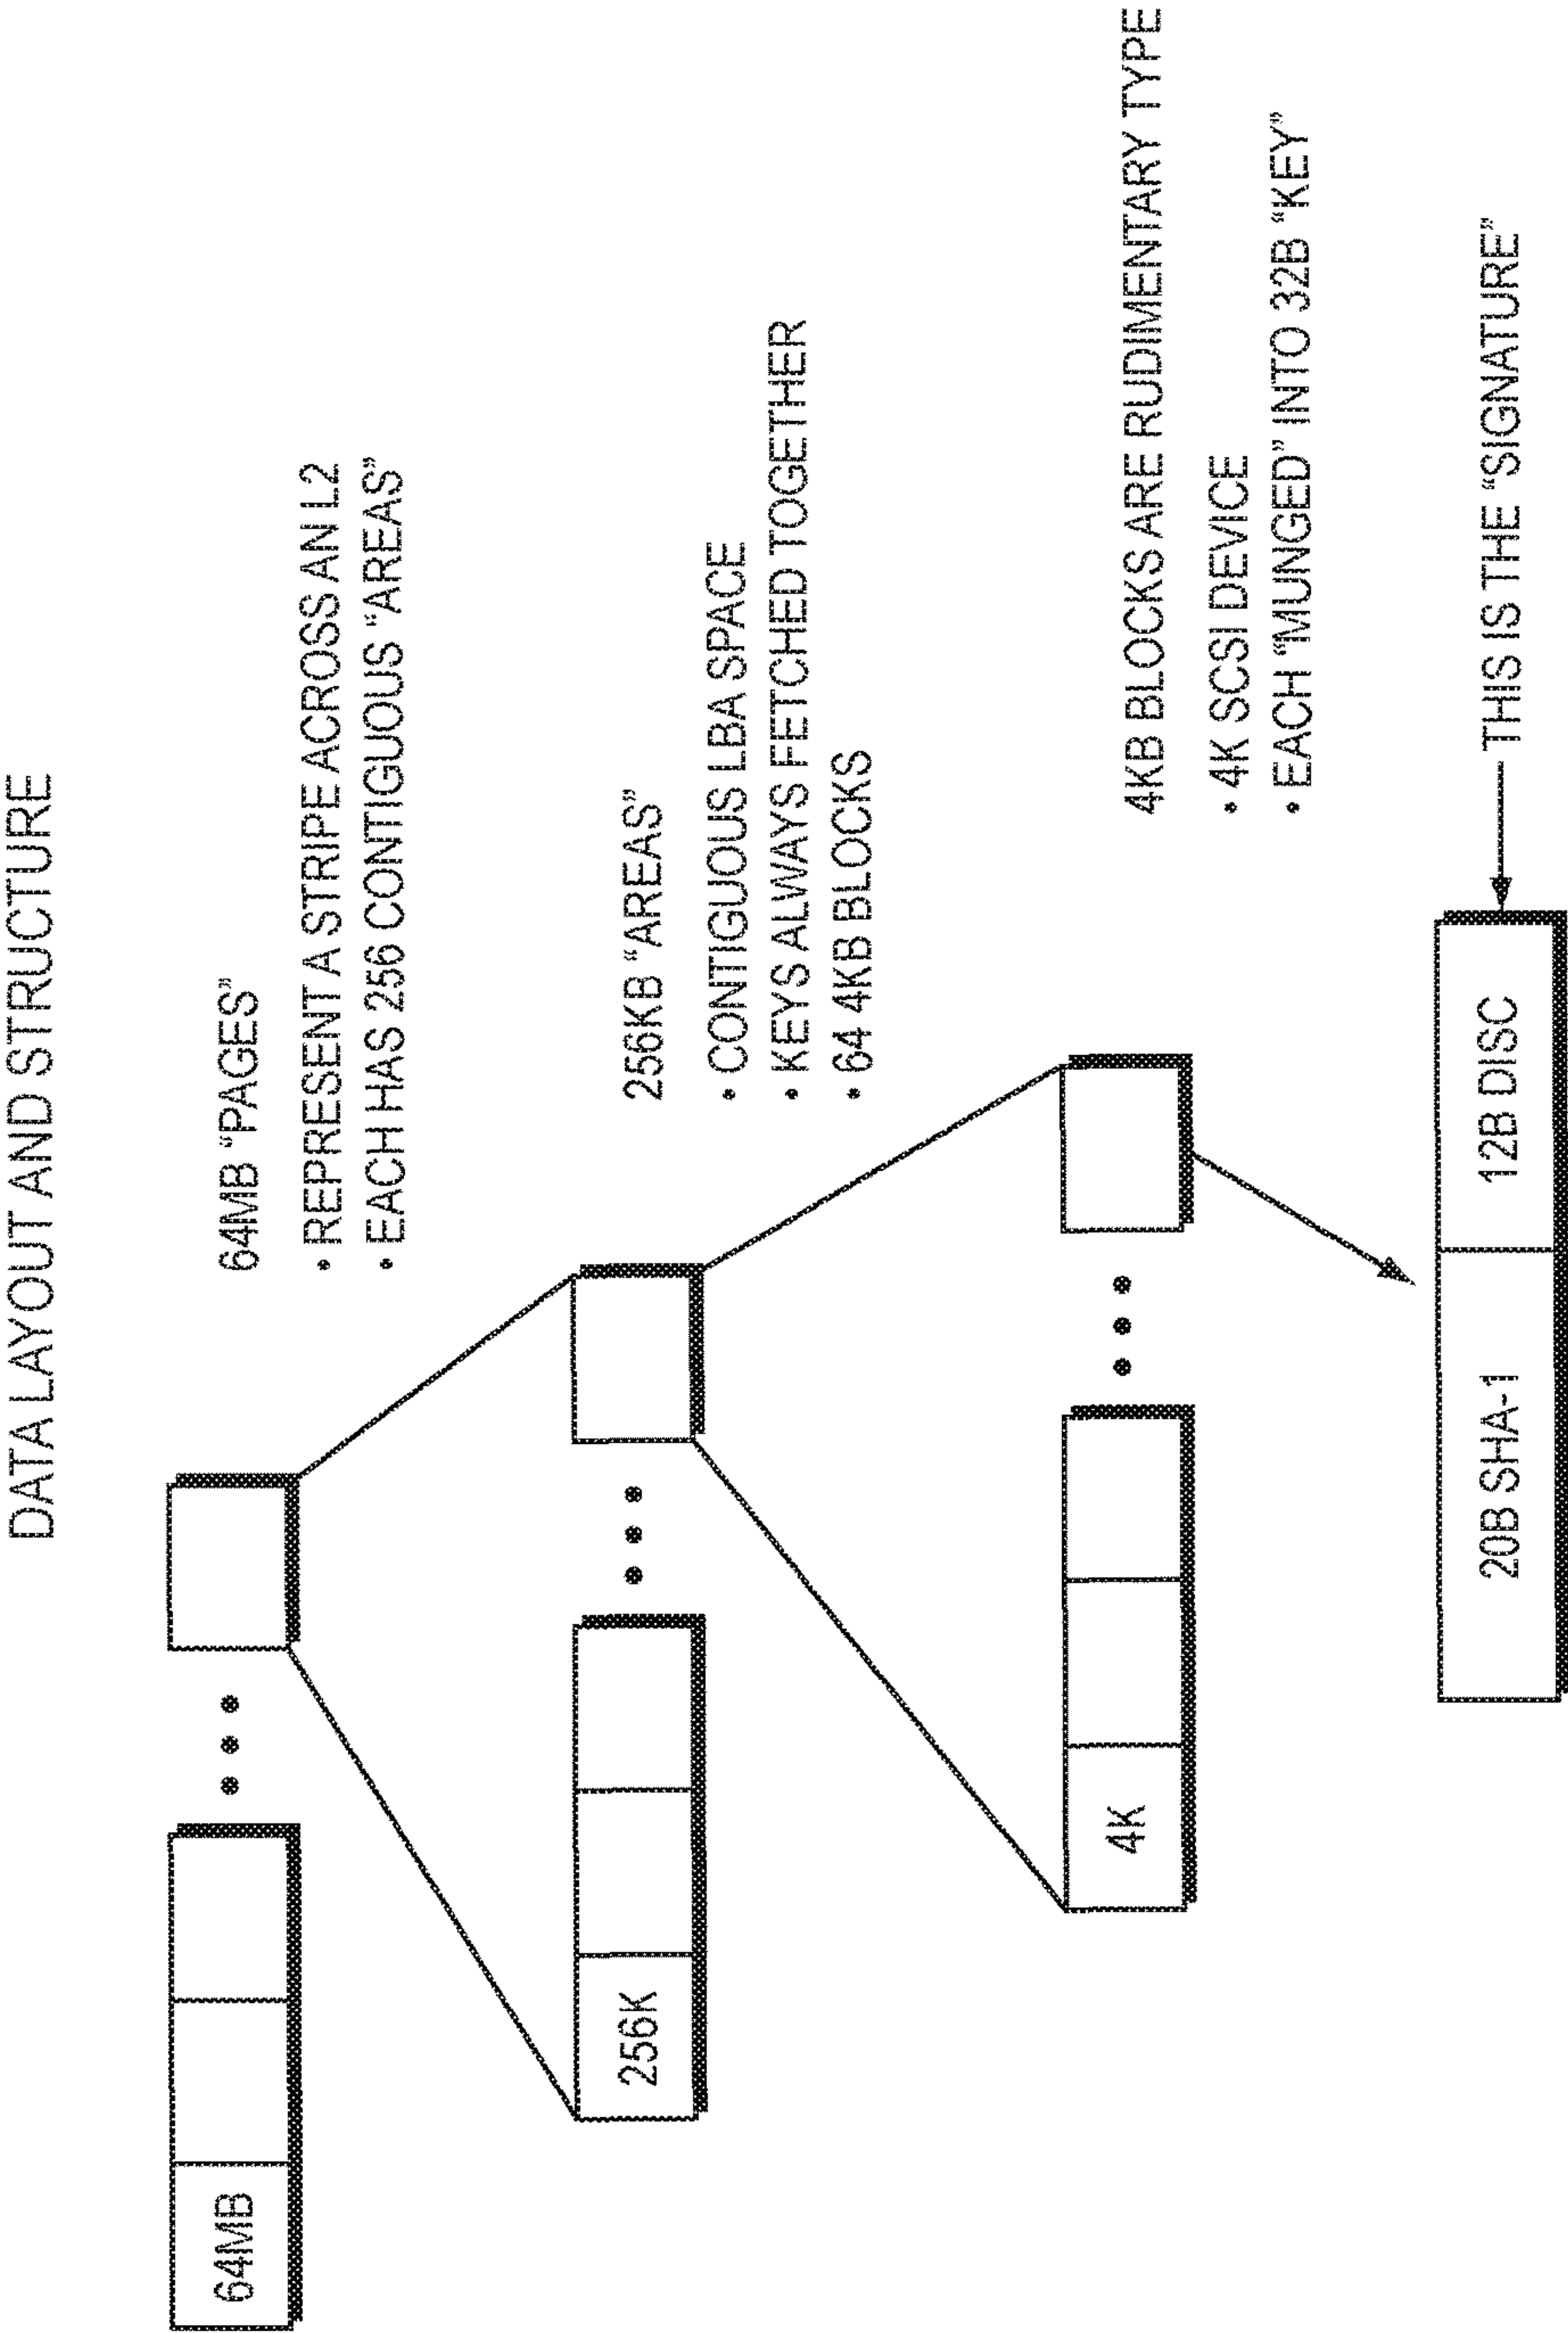 DATA LAYOUT AND STRUCTURE
64MB
64MB "PAGES"
• REPRESENT A STRIPE ACROSS AN L2
• EACH HAS 256 CONTIGUOUS "AREAS"
256K
256KB "AREAS"
• CONTIGUOUS LBA SPACE
• KEYS ALWAYS FETCHED TOGETHER
• 64 4KB BLOCKS
4K
4KB BLOCKS ARE RUDIMENTARY TYPE
• 4K SCSI DEVICE
• EACH "MUNGED" INTO 32B "KEY"
20B SHA-1
12B DISC
THIS IS THE "SIGNATURE"